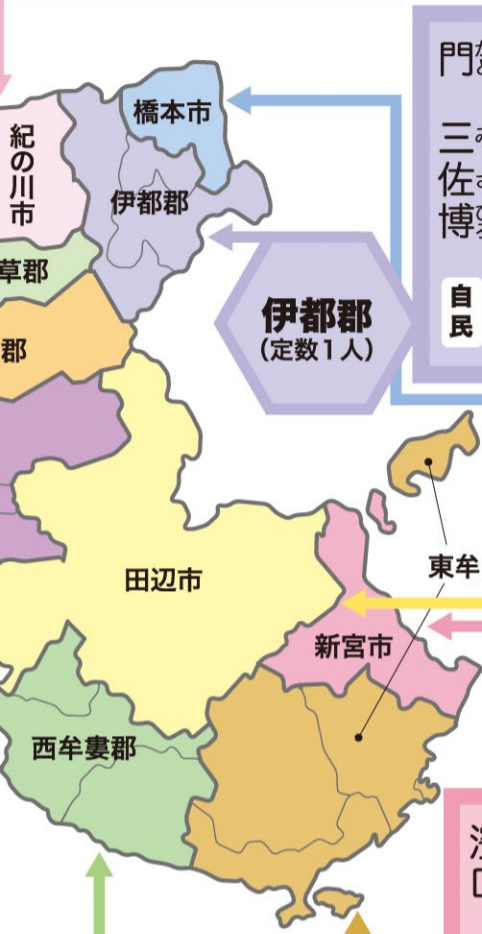 橋本市
紀の川市
伊都郡
草郡
郡
伊都郡
(定数1人)
門
三佐博
自民
田辺市
東牟
新宮市
西牟婁郡